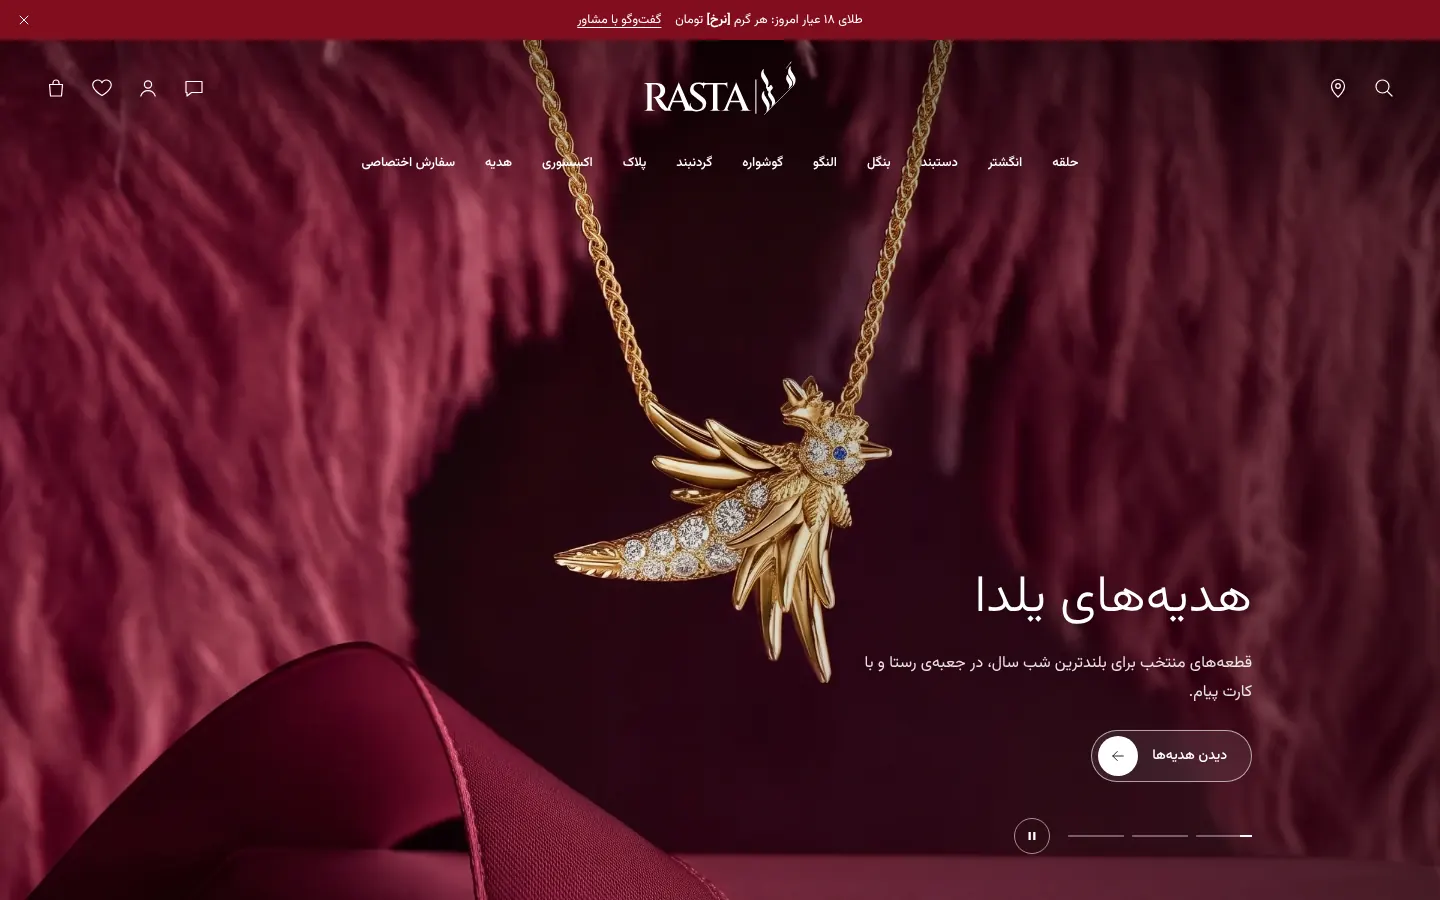 طلای ۱۸ عیار امروز: هر گرم [نرخ] تومان گفت‌وگو با مشاور
RASTA
حلقه انگشتر دستبند بنگل النگو گوشواره گردنبند پلاک اکسسوری هدیه سفارش اختصاصی
هدیه‌های یلدا
قطعه‌های منتخب برای بلندترین شب سال، در جعبه‌ی رستا و با
کارت پیام.
دیدن هدیه‌ها